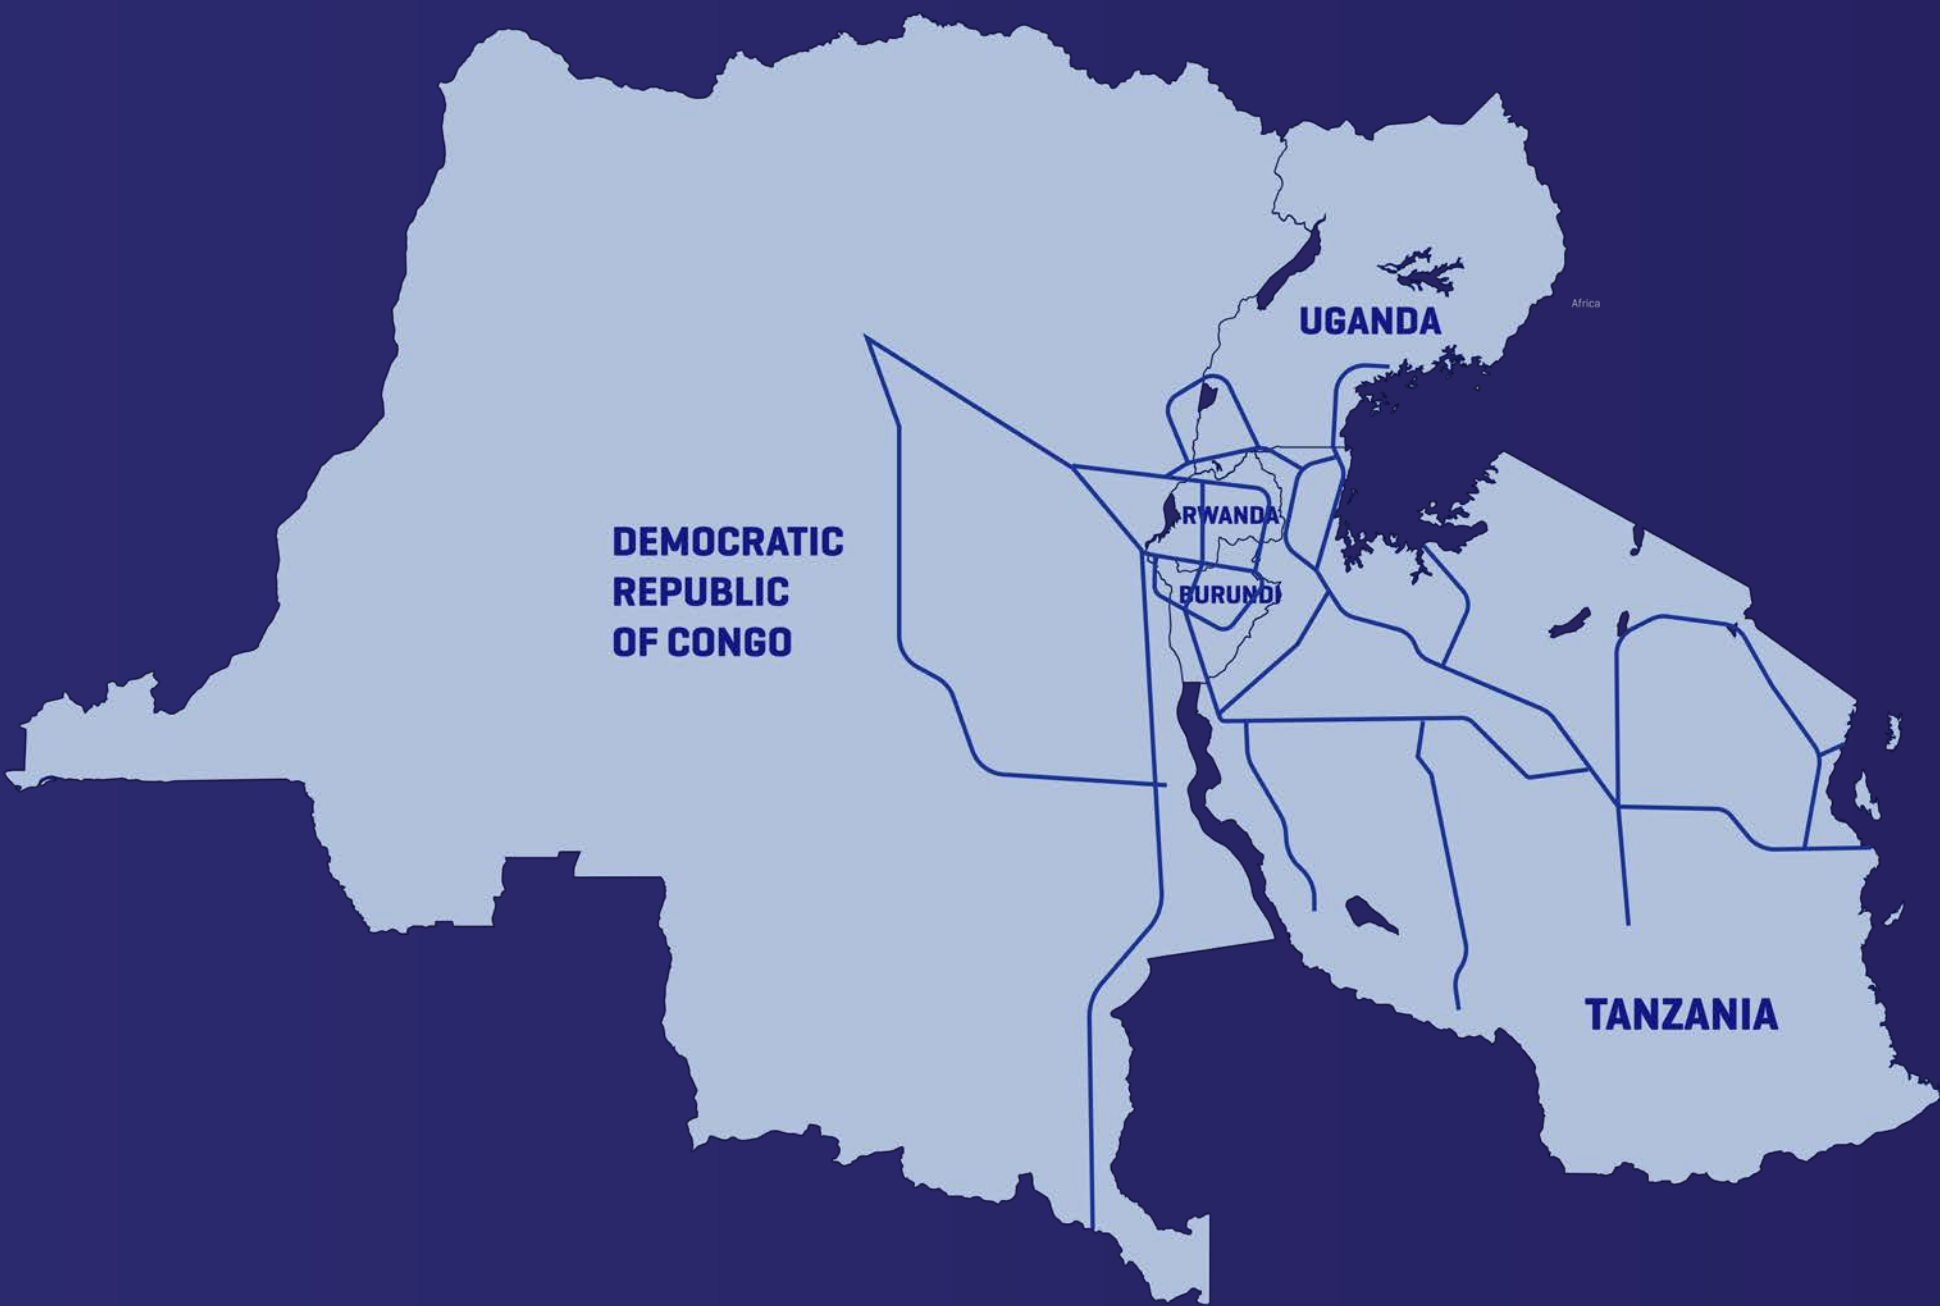 UGANDA
Africa
DEMOCRATIC
REPUBLIC
OF CONGO
RWANDA
BURUNDI
TANZANIA